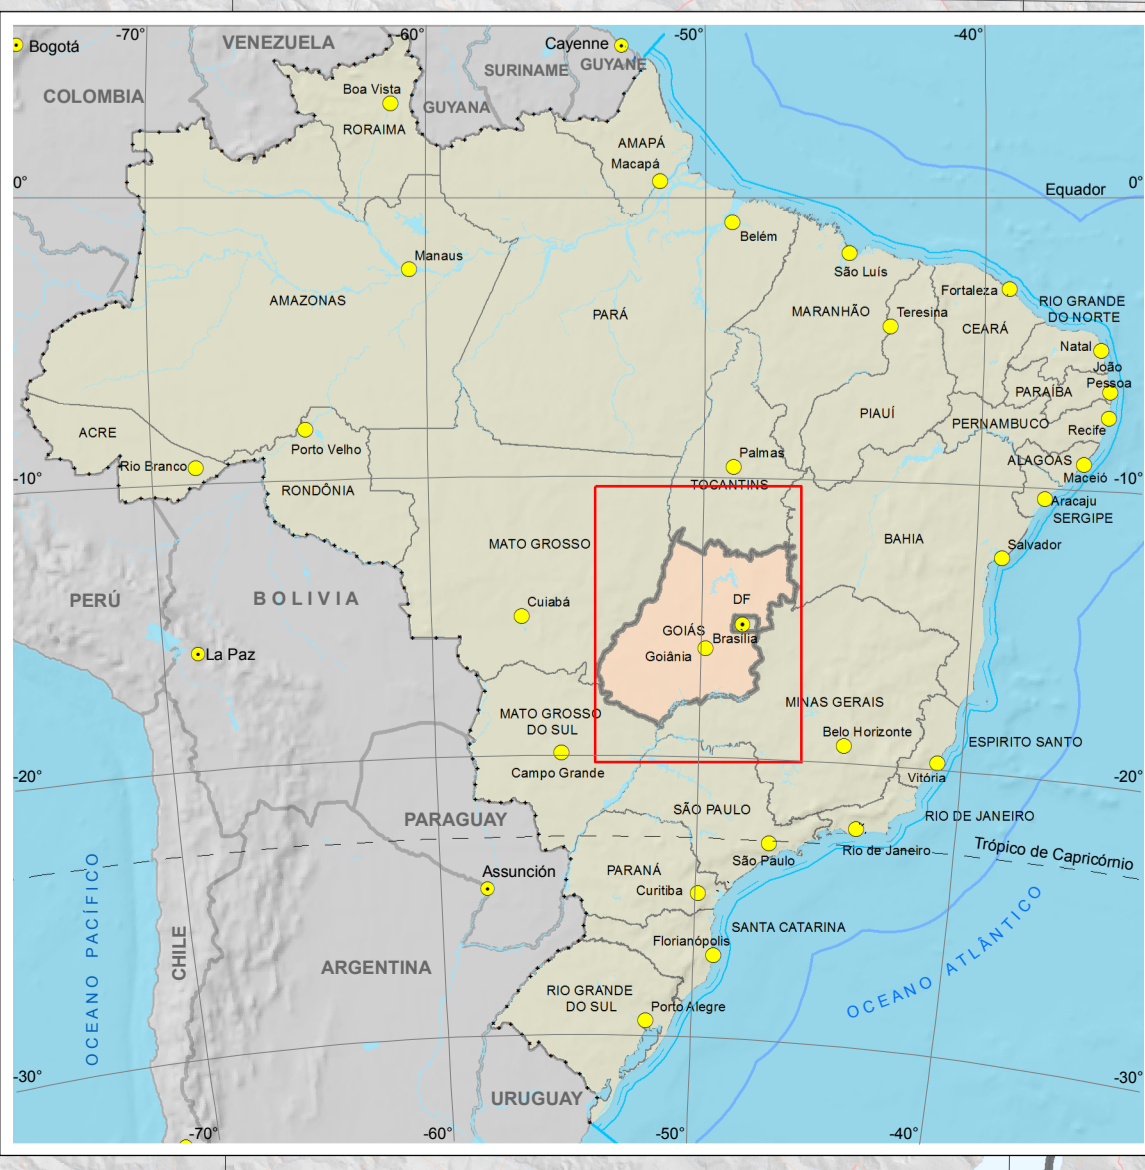 -70°
-60°
-50°
-40°
Bogotá
VENEZUELA
Cayenne
GUYANE
SURINAME
COLOMBIA
Boa Vista
GUYANA
RORAIMA
AMAPÁ
Macapá
0°
0°
Equador
Belém
Manaus
São Luís
AMAZONAS
PARÁ
MARANHÃO
Teresina
Fortaleza
CEARÁ
RIO GRANDE
DO NORTE
Natal
João
Pessoa
PARAÍBA
PIAUÍ
PERNAMBUCO
Recife
ACRE
Porto Velho
Rio Branco
Palmas
ALAGOAS
Maceió
-10°
-10°
RONDÔNIA
TOCANTINS
Aracaju
SERGIPE
MATO GROSSO
BAHIA
Salvador
PERÚ
BOLIVIA
Cuiabá
DF
GOIÁS
Brasília
Goiânia
La Paz
MATO GROSSO
DO SUL
MINAS GERAIS
Belo Horizonte
ESPIRITO SANTO
Campo Grande
Vitória
-20°
-20°
PARAGUAY
SÃO PAULO
RIO DE JANEIRO
São Paulo
Rio de Janeiro
Trópico de Capricórnio
Assunción
PARANÁ
Curitiba
OCEANO PACÍFICO
CHILE
SANTA CATARINA
Florianópolis
OCEANO ATLÂNTICO
ARGENTINA
RIO GRANDE
DO SUL
Porto Alegre
-30°
-30°
URUGUAY
-70°
-60°
-50°
-40°